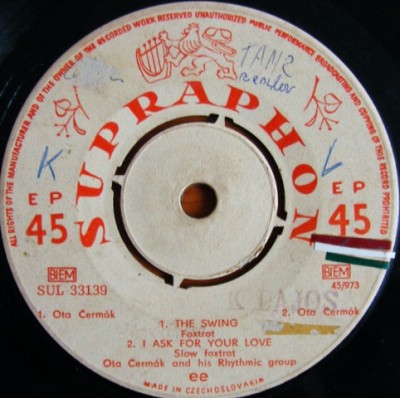 ALL RIGHTS OF THE MANUFACTURER AND OF THE OWNER OF THE RECORDED WORK RESERVED UNAUTHORIZED PUBLIC PERFORMANCE BROADCASTING AND COPYING OF THIS RECORD PROHIBITED
TANZ
SUPRAPHON
K
L
EP
45
EP
45
BIEM
SUL 33139
BIEM
45/973
K LAJOS
1. Ota Čermák
2. Ota Čermák
1. THE SWING
Foxtrot
2. I ASK FOR YOUR LOVE
Slow foxtrot
Ota Čermák and his Rhythmic group
ee
MADE IN CZECHOSLOVAKIA